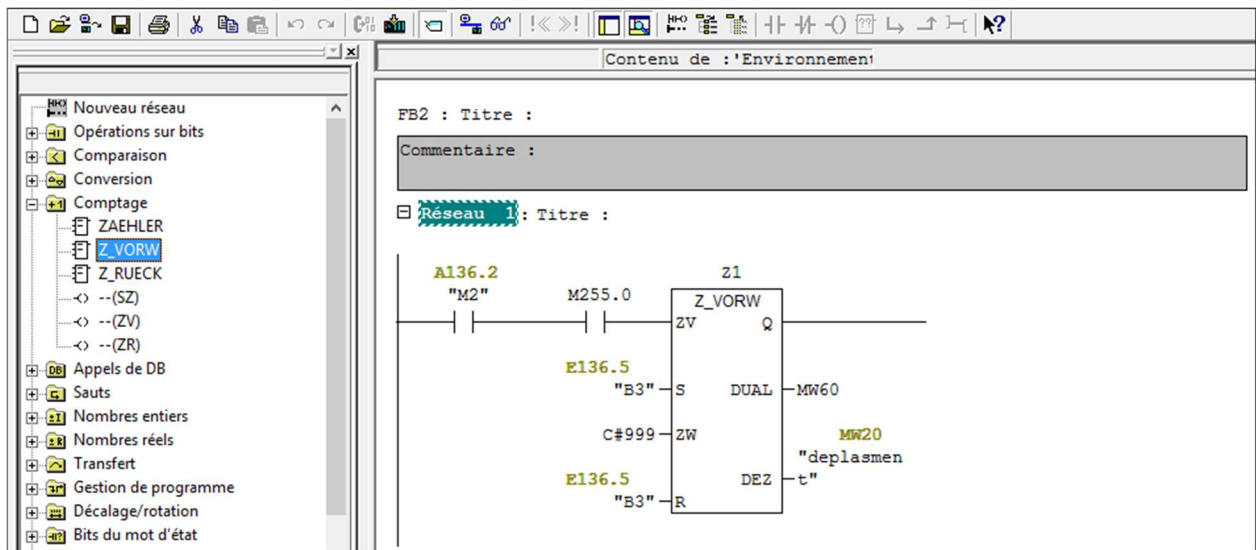 Contenu de :'Environnement
Nouveau réseau
Opérations sur bits
Comparaison
Conversion
Comptage
ZAEHLER
Z_VORW
Z_RUECK
--(SZ)
--(ZV)
--(ZR)
Appels de DB
Sauts
Nombres entiers
Nombres réels
Transfert
Gestion de programme
Décalage/rotation
Bits du mot d'état
FB2 : Titre :
Commentaire :
Réseau 1: Titre :
A136.2
"M2"
M255.0
Z1
Z_VORW
ZV Q
E136.5
"B3" S DUAL MW60
C#999 ZW
MW20
"deplasmen
E136.5 DEZ t"
"B3" R